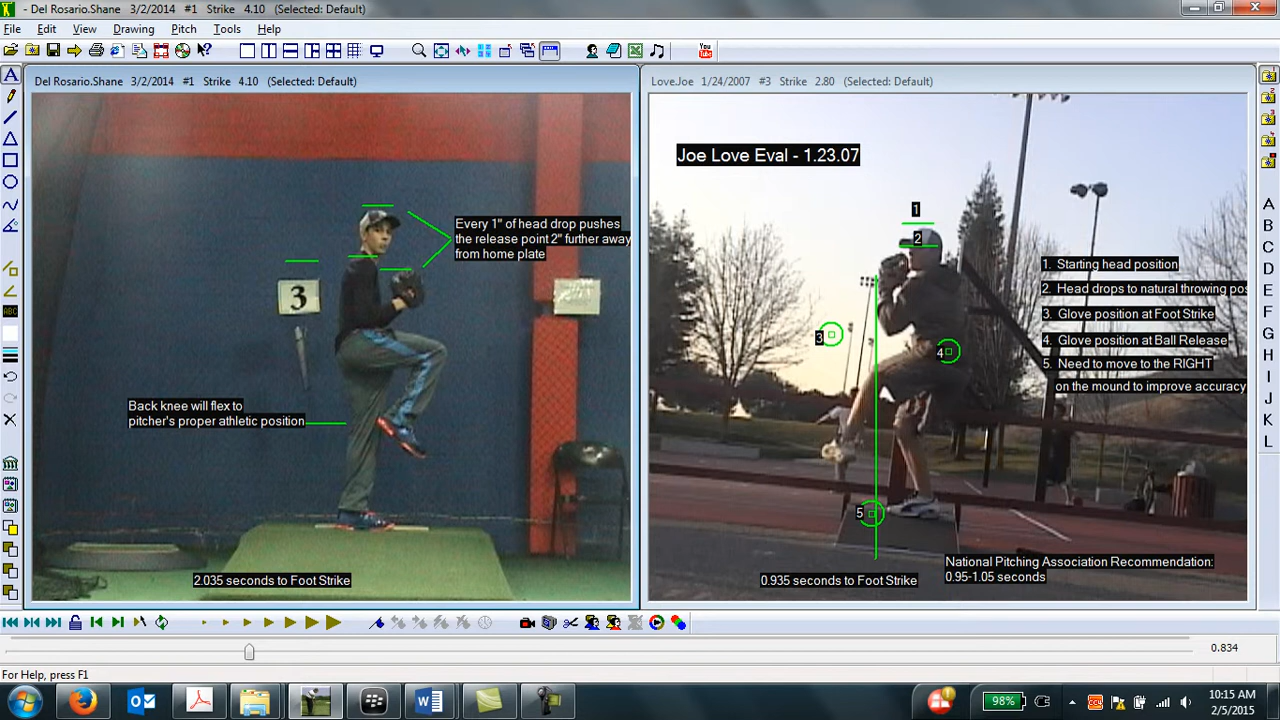 - Del Rosario.Shane 3/2/2014 #1 Strike 4.10 (Selected: Default)
File Edit View Drawing Pitch Tools Help
You
Tube
Del Rosario.Shane 3/2/2014 #1 Strike 4.10 (Selected: Default)
Love.Joe 1/24/2007 #3 Strike 2.80 (Selected: Default)
Every 1" of head drop pushes
the release point 2" further away
from home plate
3
Back knee will flex to
pitcher's proper athletic position
2.035 seconds to Foot Strike
Joe Love Eval - 1.23.07
1
2
3
4
5
1. Starting head position
2. Head drops to natural throwing pos
3. Glove position at Foot Strike
4. Glove position at Ball Release
5. Need to move to the RIGHT
on the mound to improve accuracy
0.935 seconds to Foot Strike
National Pitching Association Recommendation:
0.95-1.05 seconds
A
ABC
A
B
C
D
E
F
G
H
I
J
K
L
0.834
For Help, press F1
98%
10:15 AM
2/5/2015